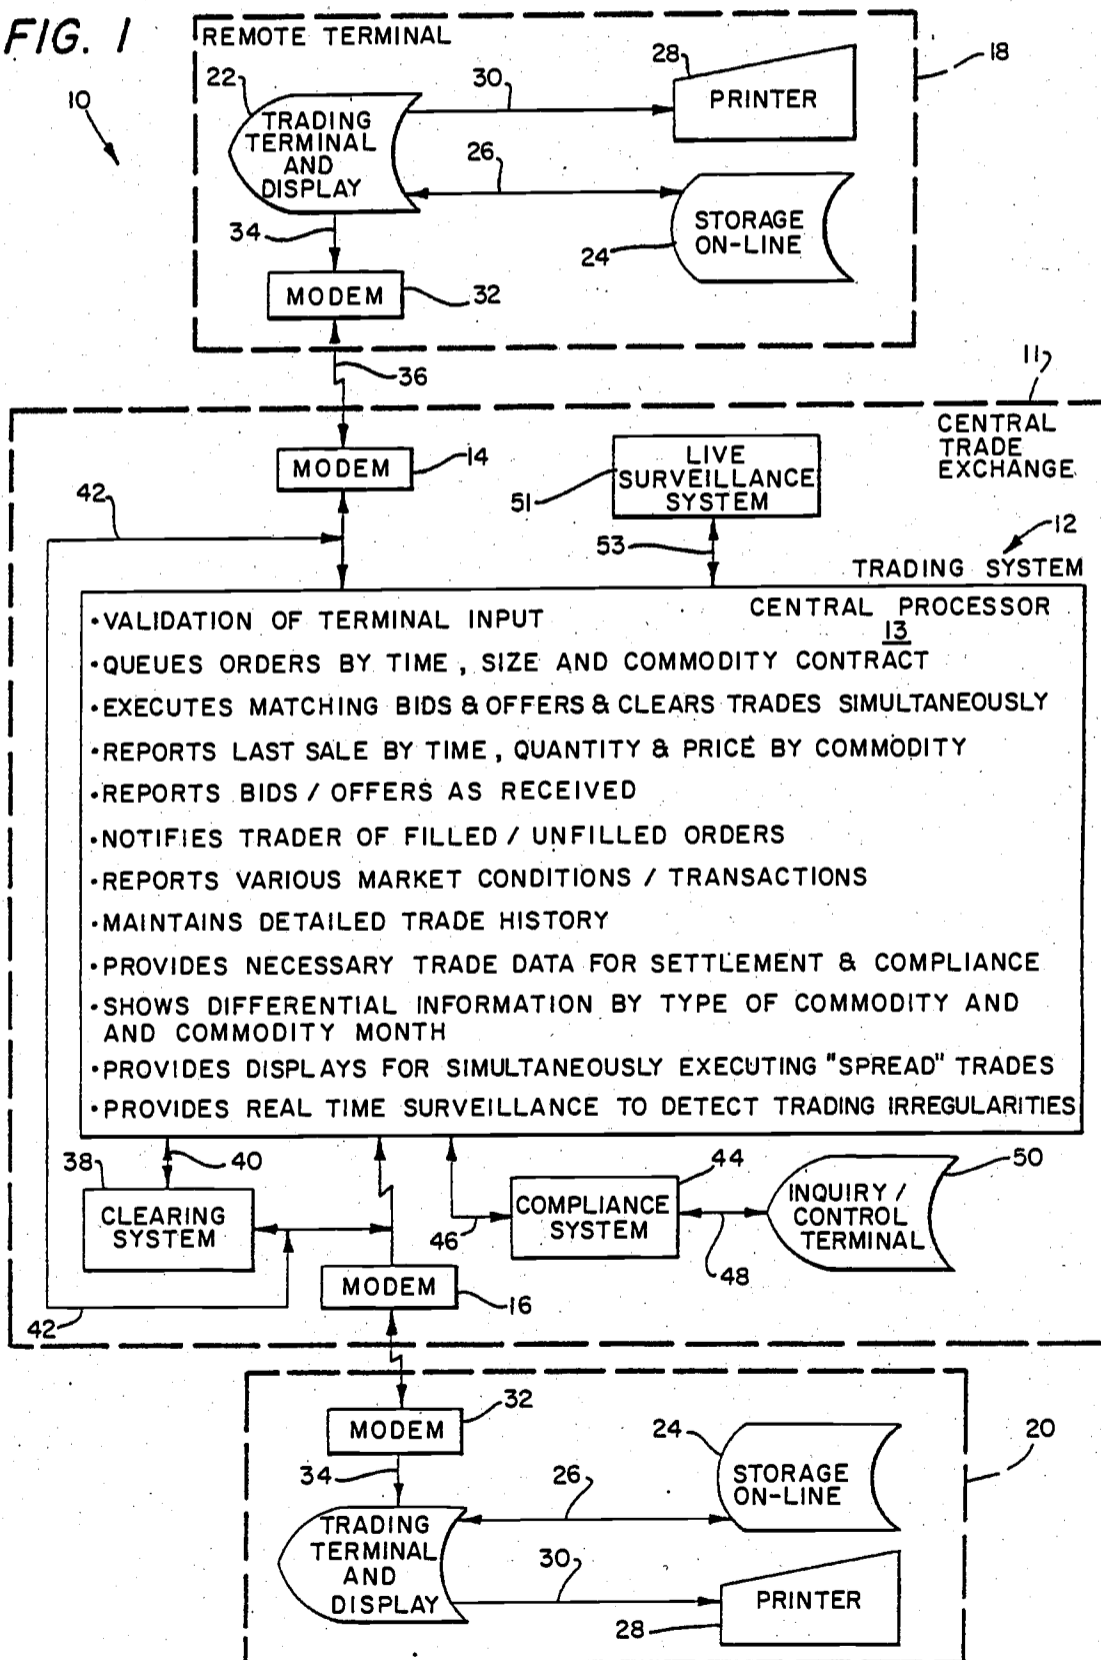 FIG. 1
REMOTE TERMINAL
18
10
22
TRADING
TERMINAL
AND
DISPLAY
30
28
PRINTER
26
24
STORAGE
ON-LINE
34
MODEM
32
36
11
CENTRAL
TRADE
EXCHANGE
MODEM
14
51
LIVE
SURVEILLANCE
SYSTEM
42
53
12
TRADING SYSTEM
CENTRAL PROCESSOR
13
•VALIDATION OF TERMINAL INPUT
•QUEUES ORDERS BY TIME, SIZE AND COMMODITY CONTRACT
•EXECUTES MATCHING BIDS & OFFERS & CLEARS TRADES SIMULTANEOUSLY
•REPORTS LAST SALE BY TIME, QUANTITY & PRICE BY COMMODITY
•REPORTS BIDS / OFFERS AS RECEIVED
•NOTIFIES TRADER OF FILLED / UNFILLED ORDERS
•REPORTS VARIOUS MARKET CONDITIONS / TRANSACTIONS
•MAINTAINS DETAILED TRADE HISTORY
•PROVIDES NECESSARY TRADE DATA FOR SETTLEMENT & COMPLIANCE
•SHOWS DIFFERENTIAL INFORMATION BY TYPE OF COMMODITY AND
AND COMMODITY MONTH
•PROVIDES DISPLAYS FOR SIMULTANEOUSLY EXECUTING "SPREAD" TRADES
•PROVIDES REAL TIME SURVEILLANCE TO DETECT TRADING IRREGULARITIES
38
40
CLEARING
SYSTEM
42
MODEM
16
46
44
COMPLIANCE
SYSTEM
48
50
INQUIRY /
CONTROL
TERMINAL
MODEM
32
34
20
24
STORAGE
ON-LINE
26
TRADING
TERMINAL
AND
DISPLAY
30
28
PRINTER